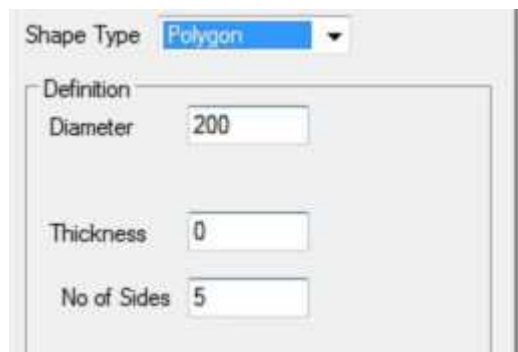 Shape Type Polygon
Definition
Diameter 200
Thickness 0
No of Sides 5